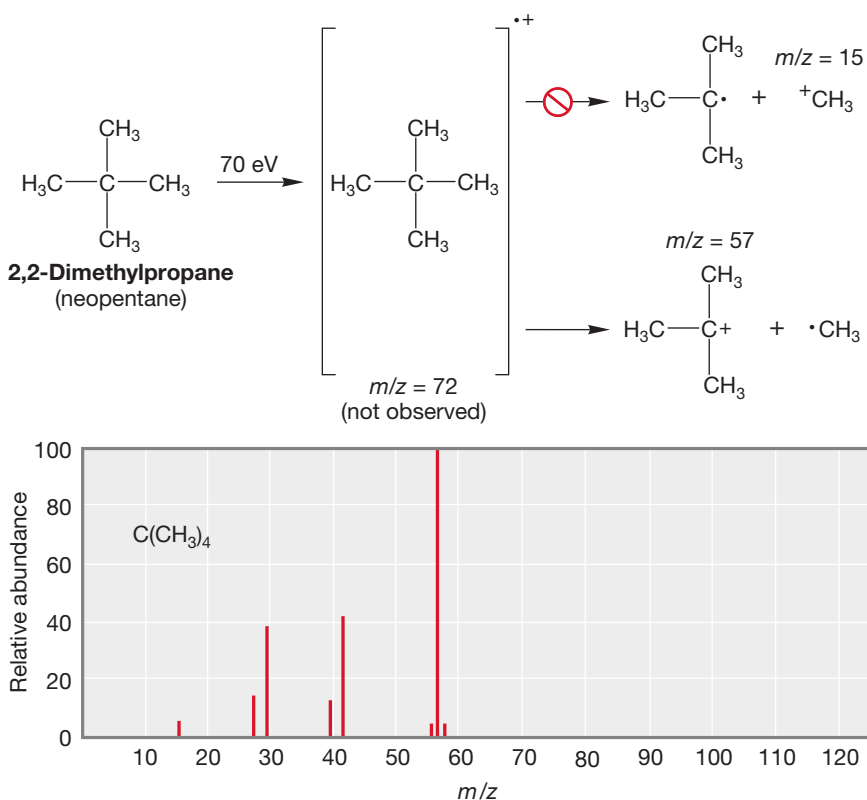 •+
CH₃
m/z = 15
H₃C—C• + ⁺CH₃
CH₃
CH₃
H₃C—C—CH₃
CH₃
70 eV
CH₃
H₃C—C—CH₃
CH₃
2,2-Dimethylpropane
(neopentane)
m/z = 57
CH₃
H₃C—C+ + •CH₃
CH₃
m/z = 72
(not observed)
Relative abundance
100
80
60
40
20
0
C(CH₃)₄
10 20 30 40 50 60 70 80 90 100 110 120
m/z